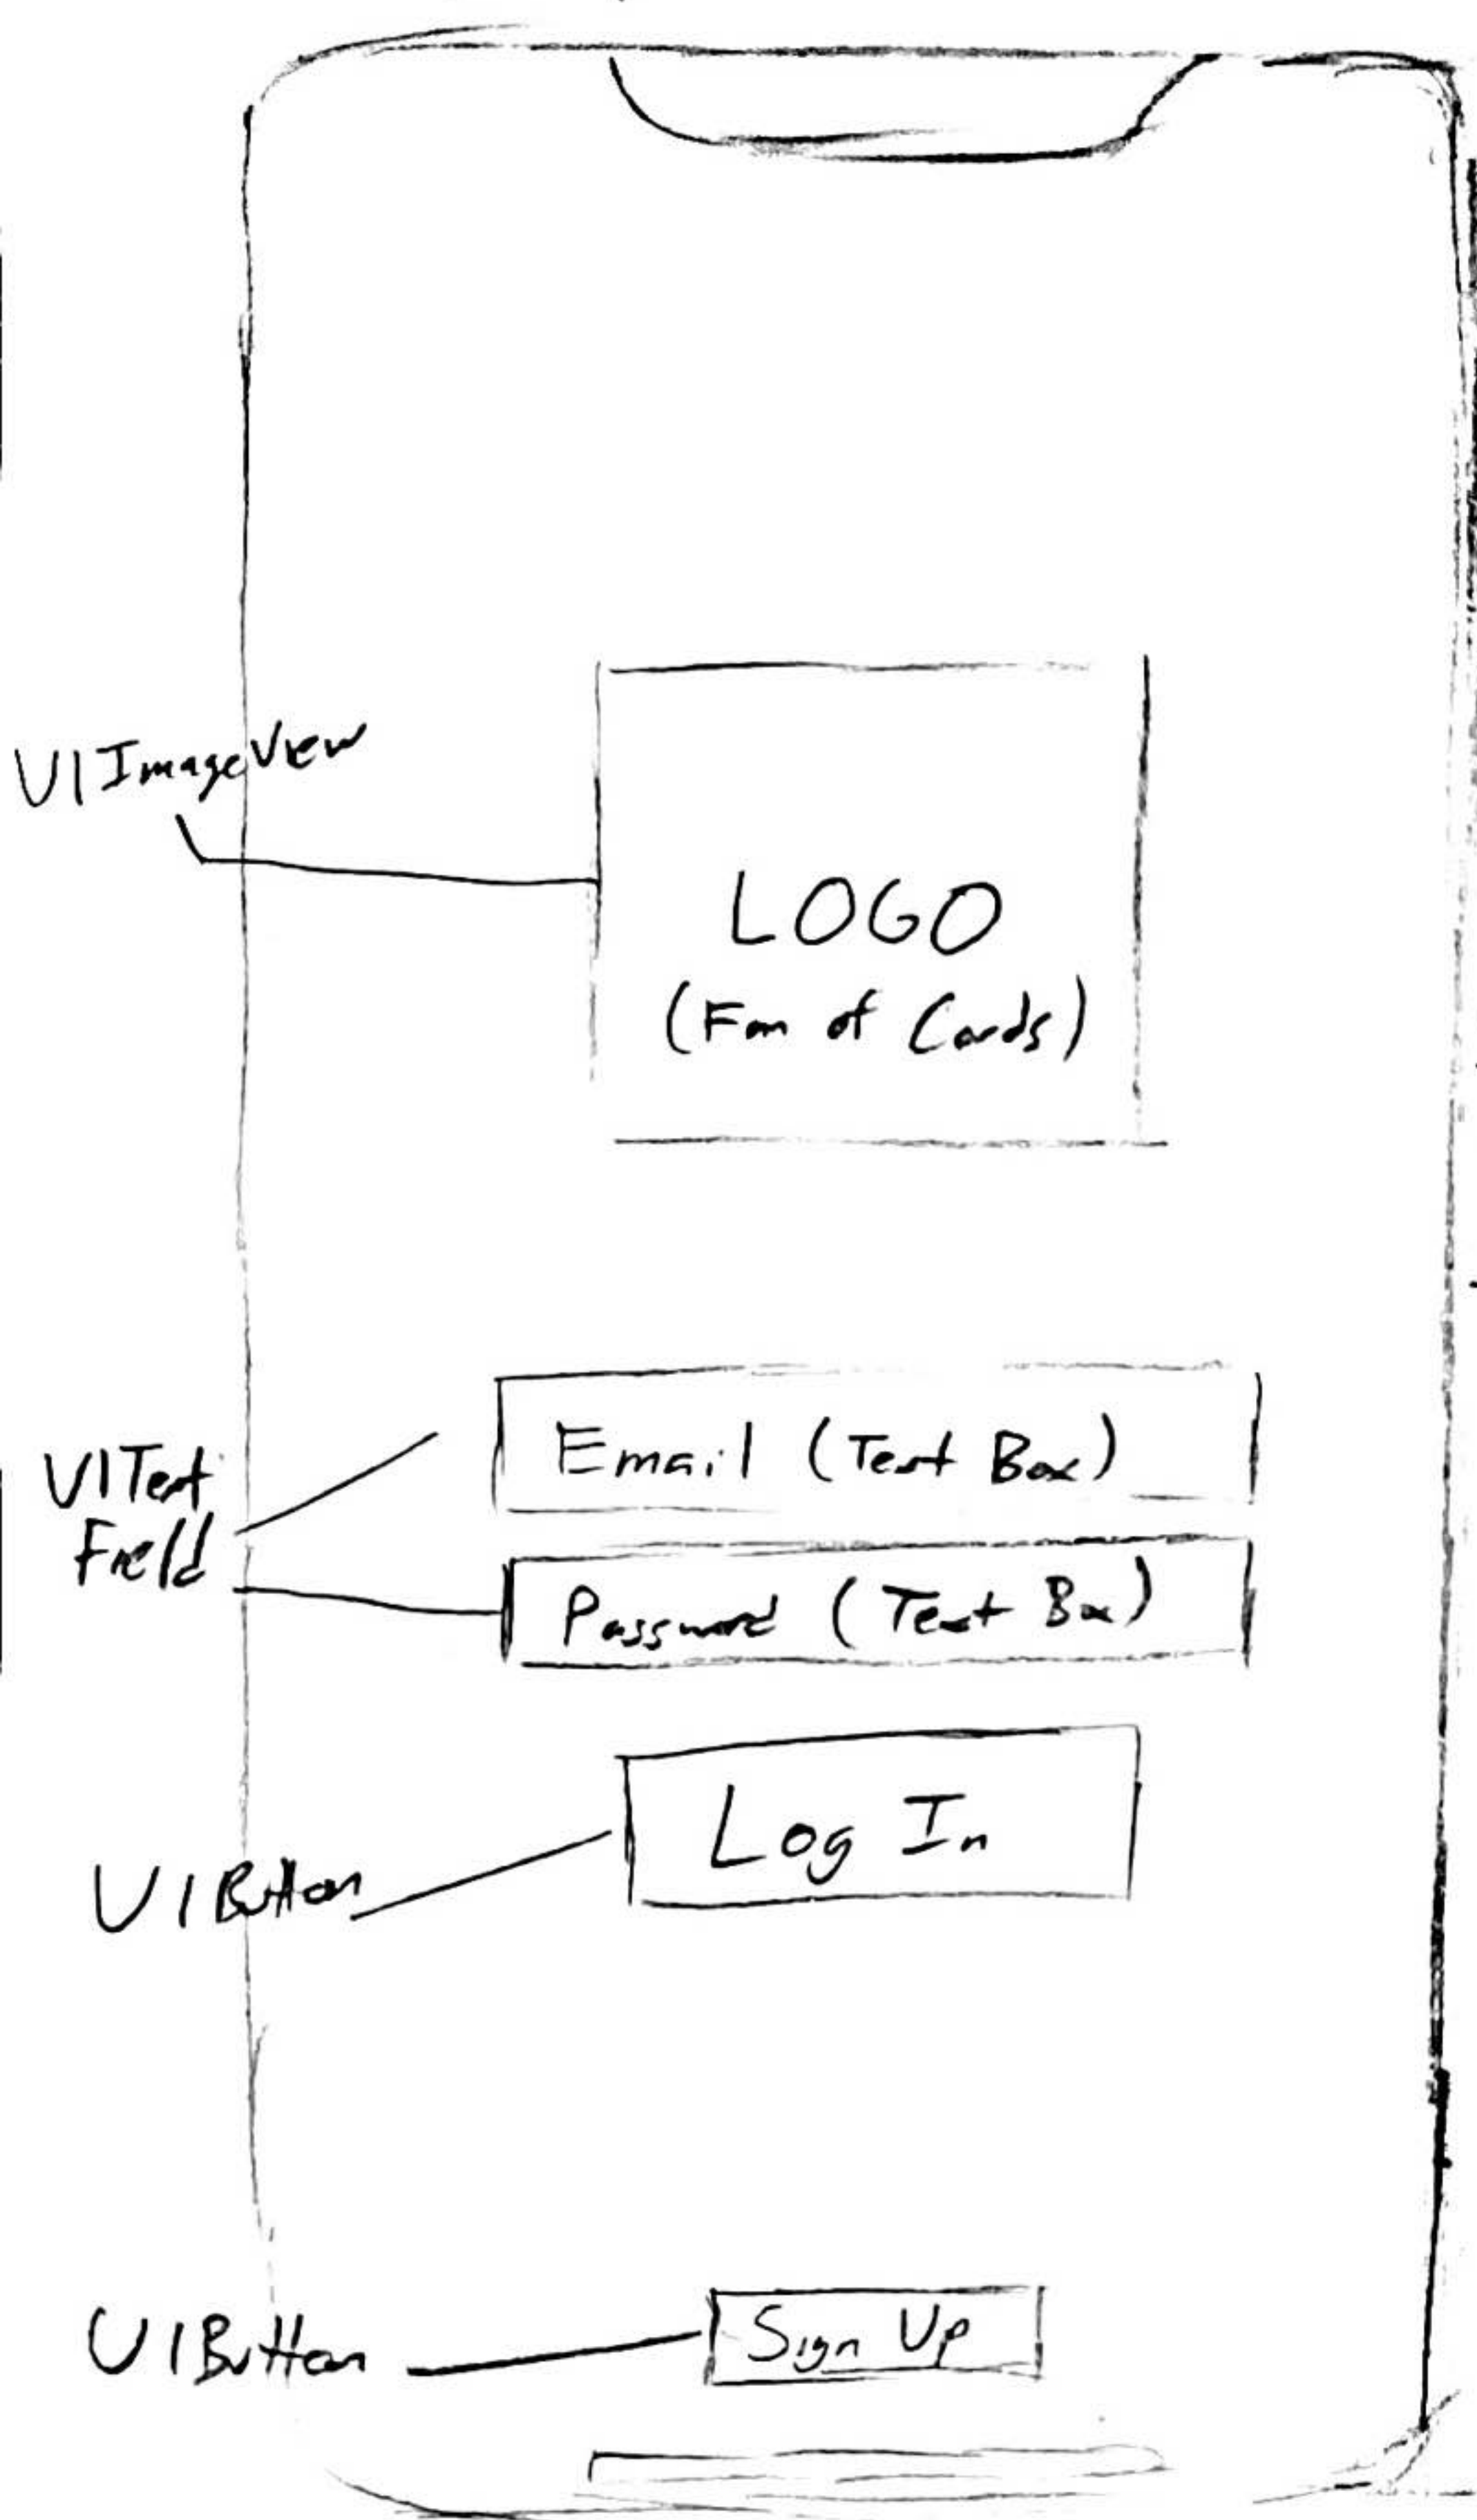 UIImageView
LOGO
(Fan of Cards)
UIText
Field
Email (Text Box)
Password (Text Box)
Log In
UIButton
UIButton
Sign Up